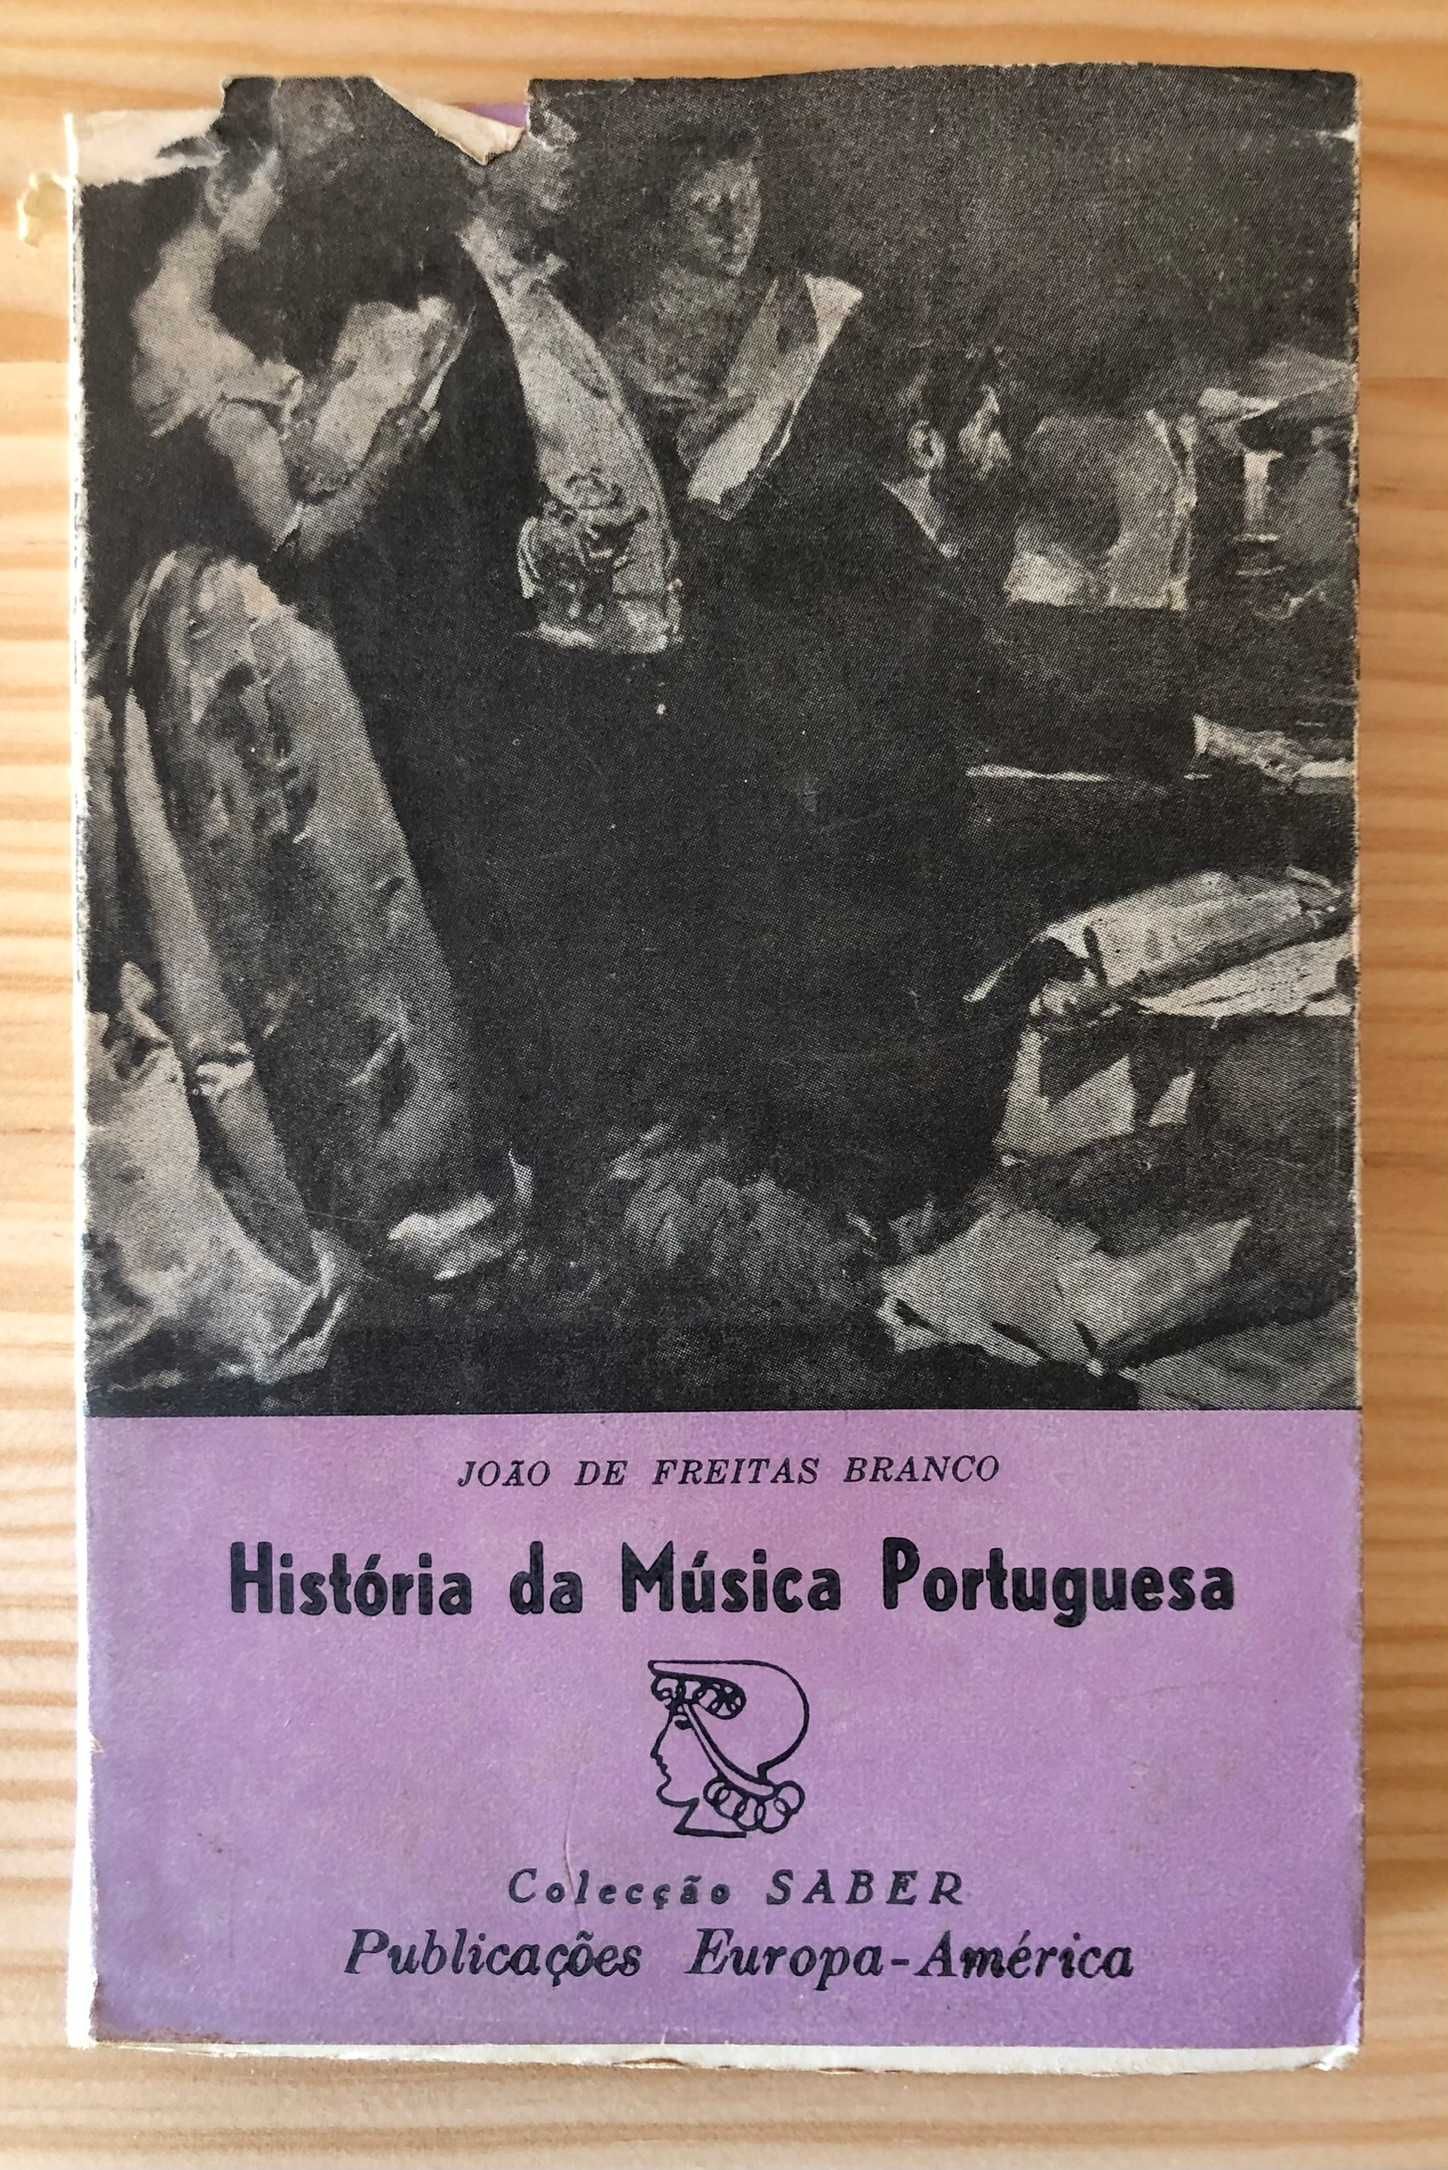 JOÃO DE FREITAS BRANCO
História da Música Portuguesa
Colecção SABER
Publicações Europa-América